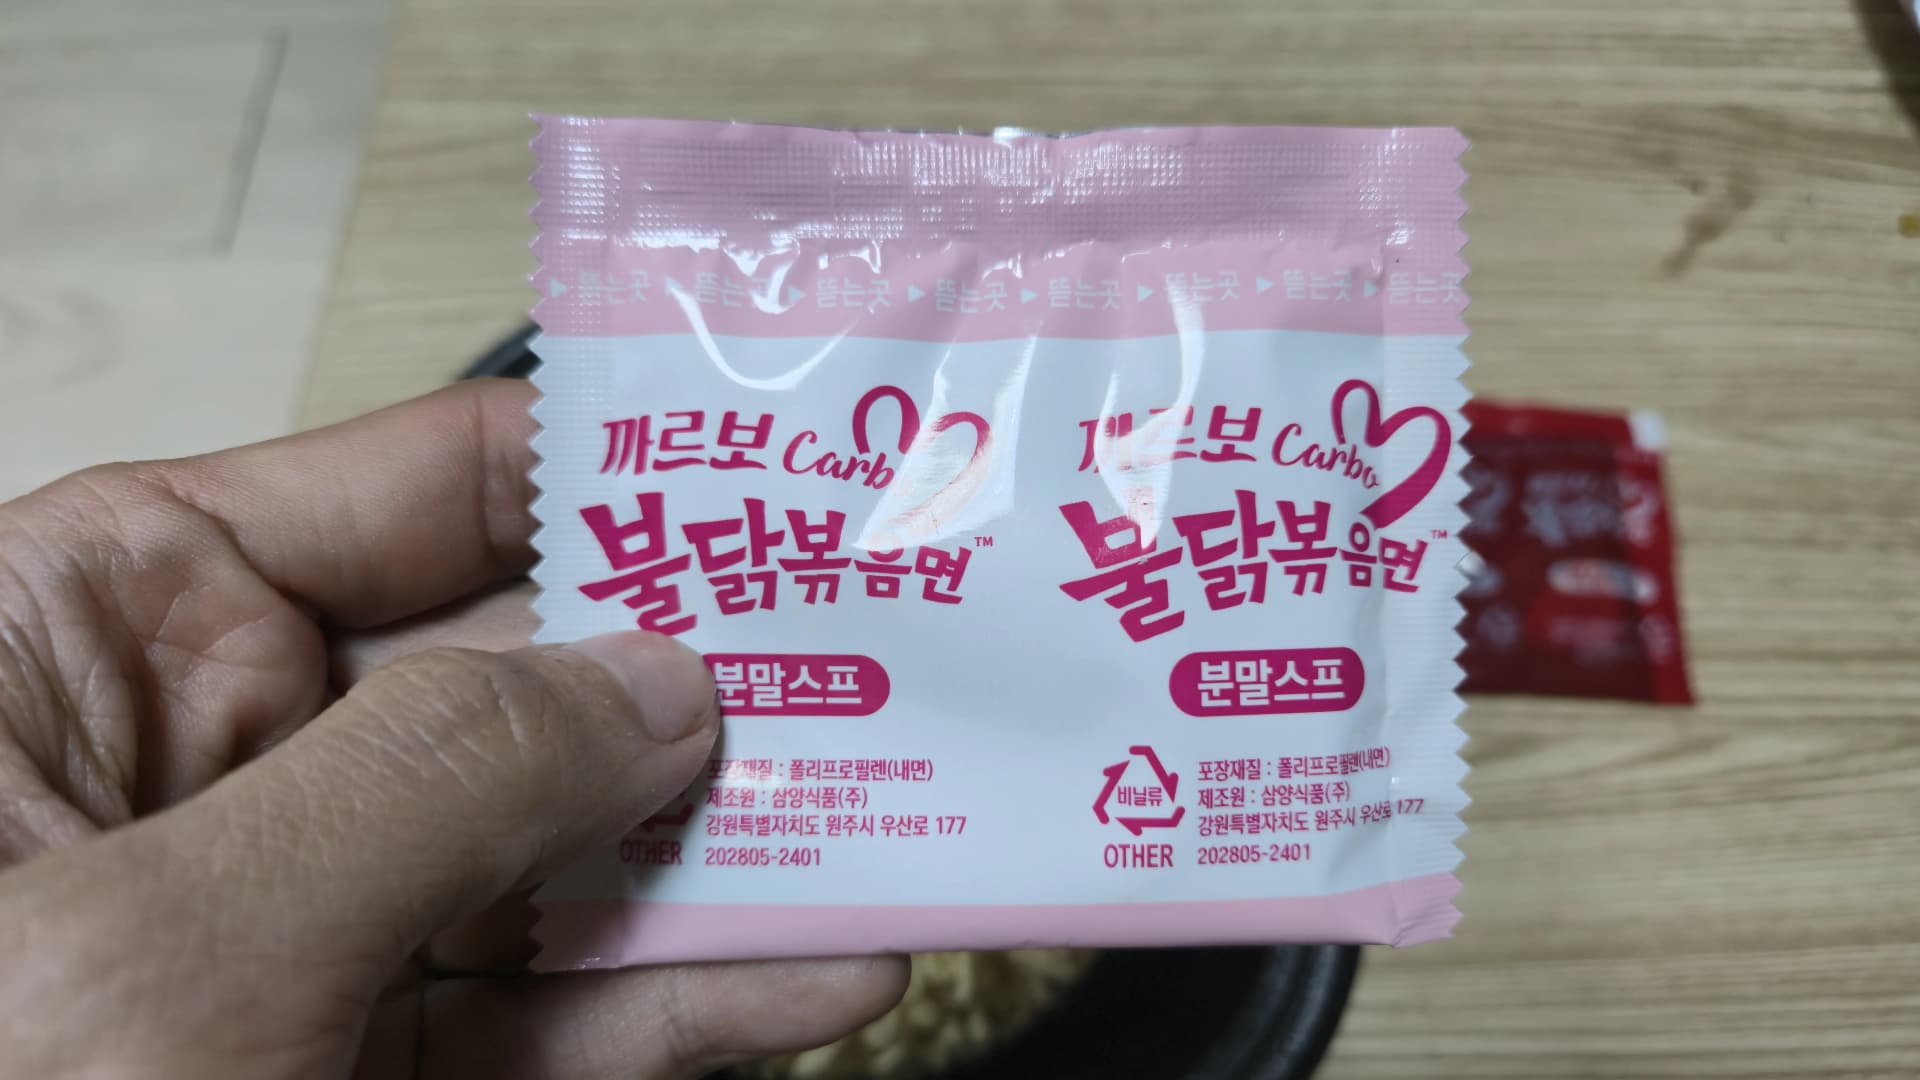 ▶뜯는곳 ▶뜯는곳 ▶뜯는곳 ▶뜯는곳 ▶뜯는곳 ▶뜯는곳 ▶뜯는곳 ▶뜯는곳
까르보 Carb
불닭볶음면™
분말스프
포장재질 : 폴리프로필렌(내면)
제조원 : 삼양식품(주)
강원특별자치도 원주시 우산로 177
OTHER 202805-2401
까르보 Carbo
불닭볶음면™
분말스프
비닐류
포장재질 : 폴리프로필렌(내면)
제조원 : 삼양식품(주)
강원특별자치도 원주시 우산로 177
OTHER 202805-2401